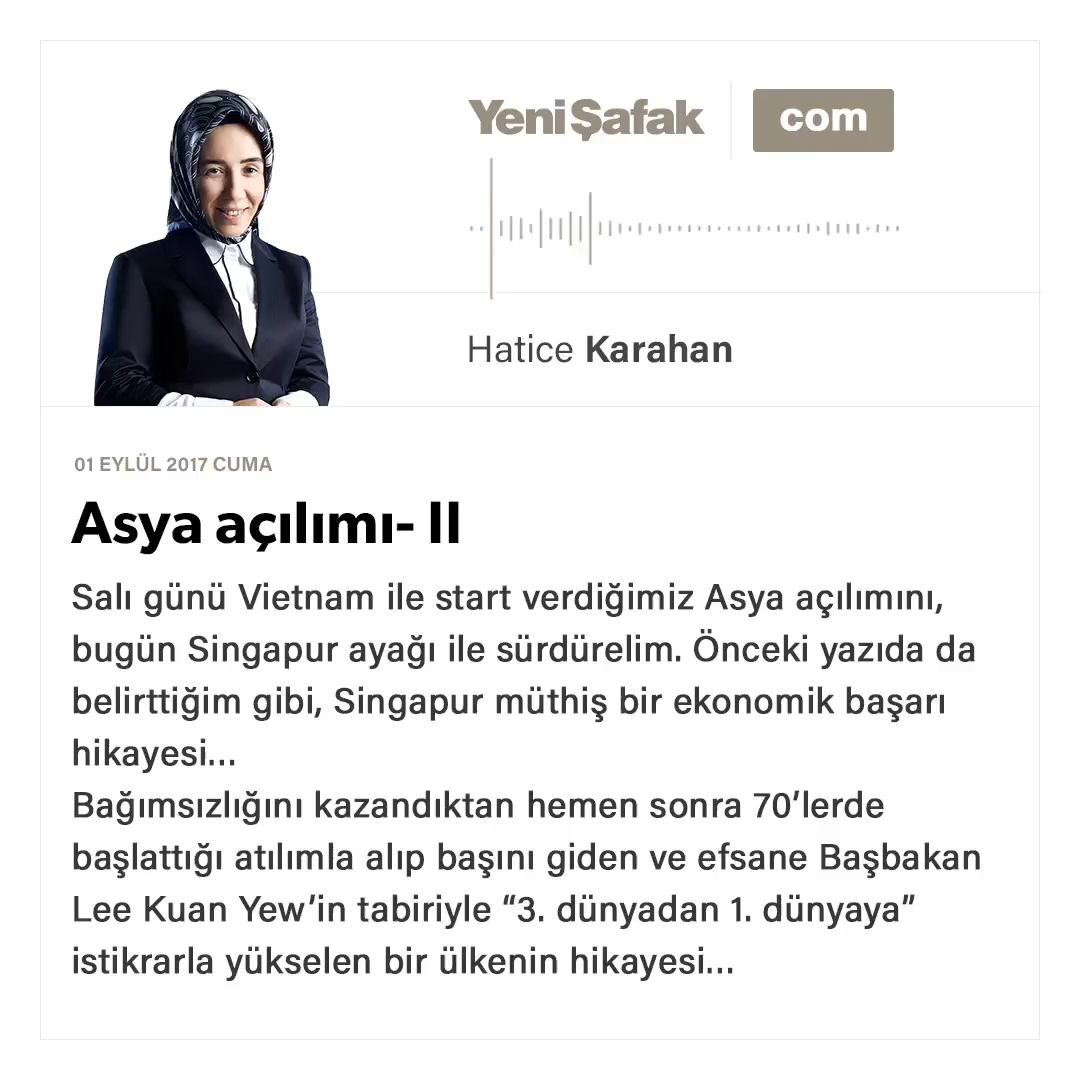 YeniŞafak com
Hatice Karahan
01 EYLÜL 2017 CUMA
Asya açılımı- II
Salı günü Vietnam ile start verdiğimiz Asya açılımını,
bugün Singapur ayağı ile sürdürelim. Önceki yazıda da
belirttiğim gibi, Singapur müthiş bir ekonomik başarı
hikayesi...
Bağımsızlığını kazandıktan hemen sonra 70’lerde
başlattığı atılımla alıp başını giden ve efsane Başbakan
Lee Kuan Yew’in tabiriyle “3. dünyadan 1. dünyaya”
istikrarla yükselen bir ülkenin hikayesi...